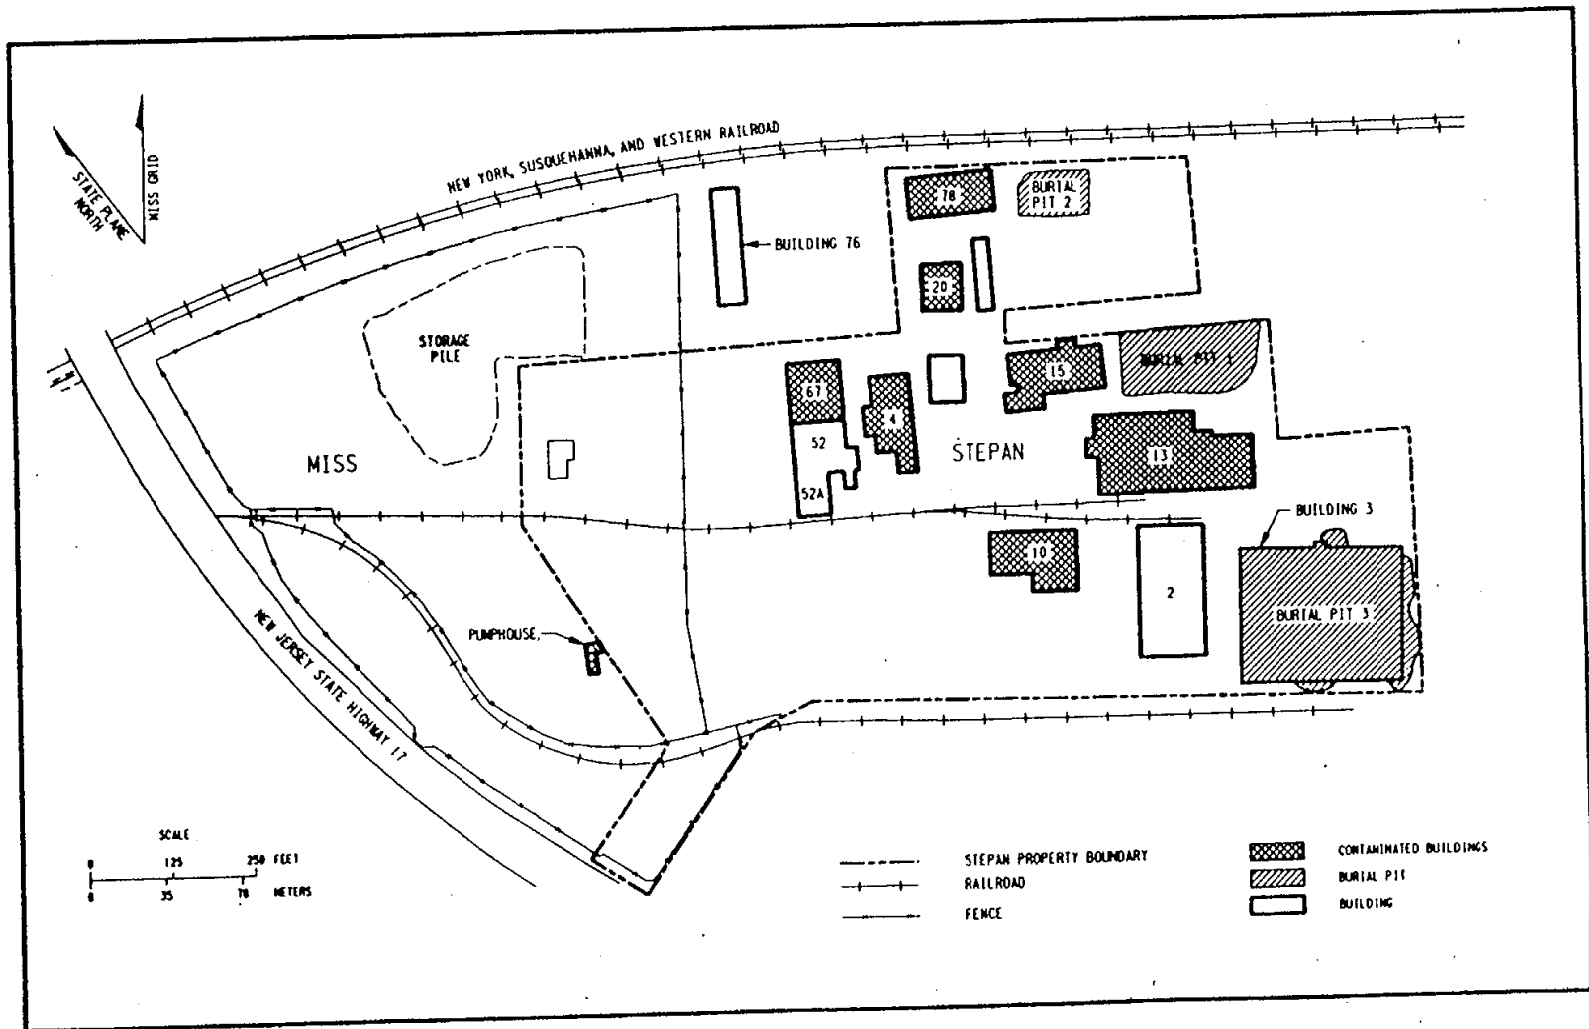 NEW YORK, SUSQUEHANNA, AND WESTERN RAILROAD
STATE PLANE
NORTH
MISS GRID
78
BURIAL
PIT 2
BUILDING 76
20
STORAGE
PILE
15
BURIAL PIT 1
67
4
52
STEPAN
MISS
13
52A
BUILDING 3
10
2
BURIAL PIT 3
PUMPHOUSE
NEW JERSEY STATE HIGHWAY 17
SCALE
0 125 250 FEET
0 35 70 METERS
STEPAN PROPERTY BOUNDARY
RAILROAD
FENCE
CONTAMINATED BUILDINGS
BURIAL PIT
BUILDING